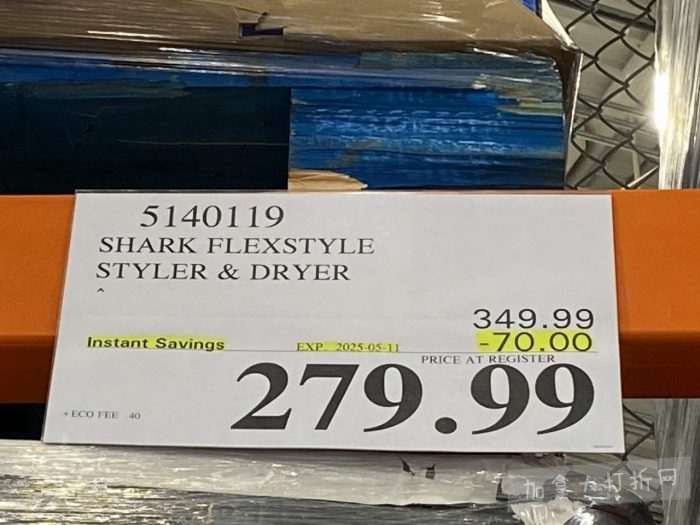 5140119
SHARK FLEXSTYLE
STYLER & DRYER
^
349.99
Instant Savings EXP. 2025-05-11 -70.00
PRICE AT REGISTER
279.99
+ECO FEE .40
加拿大打折网